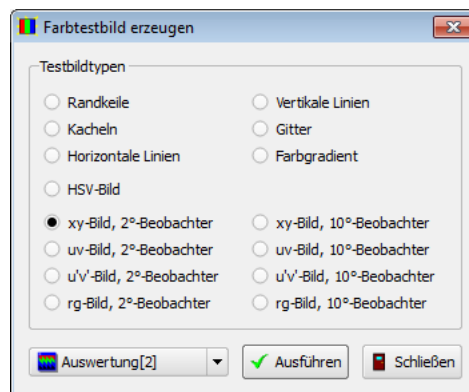 Farbtestbild erzeugen
Testbildtypen
Randkeile Vertikale Linien
Kacheln Gitter
Horizontale Linien Farbgradient
HSV-Bild
xy-Bild, 2°-Beobachter xy-Bild, 10°-Beobachter
uv-Bild, 2°-Beobachter uv-Bild, 10°-Beobachter
u'v'-Bild, 2°-Beobachter u'v'-Bild, 10°-Beobachter
rg-Bild, 2°-Beobachter rg-Bild, 10°-Beobachter
Auswertung[2] Ausführen Schließen